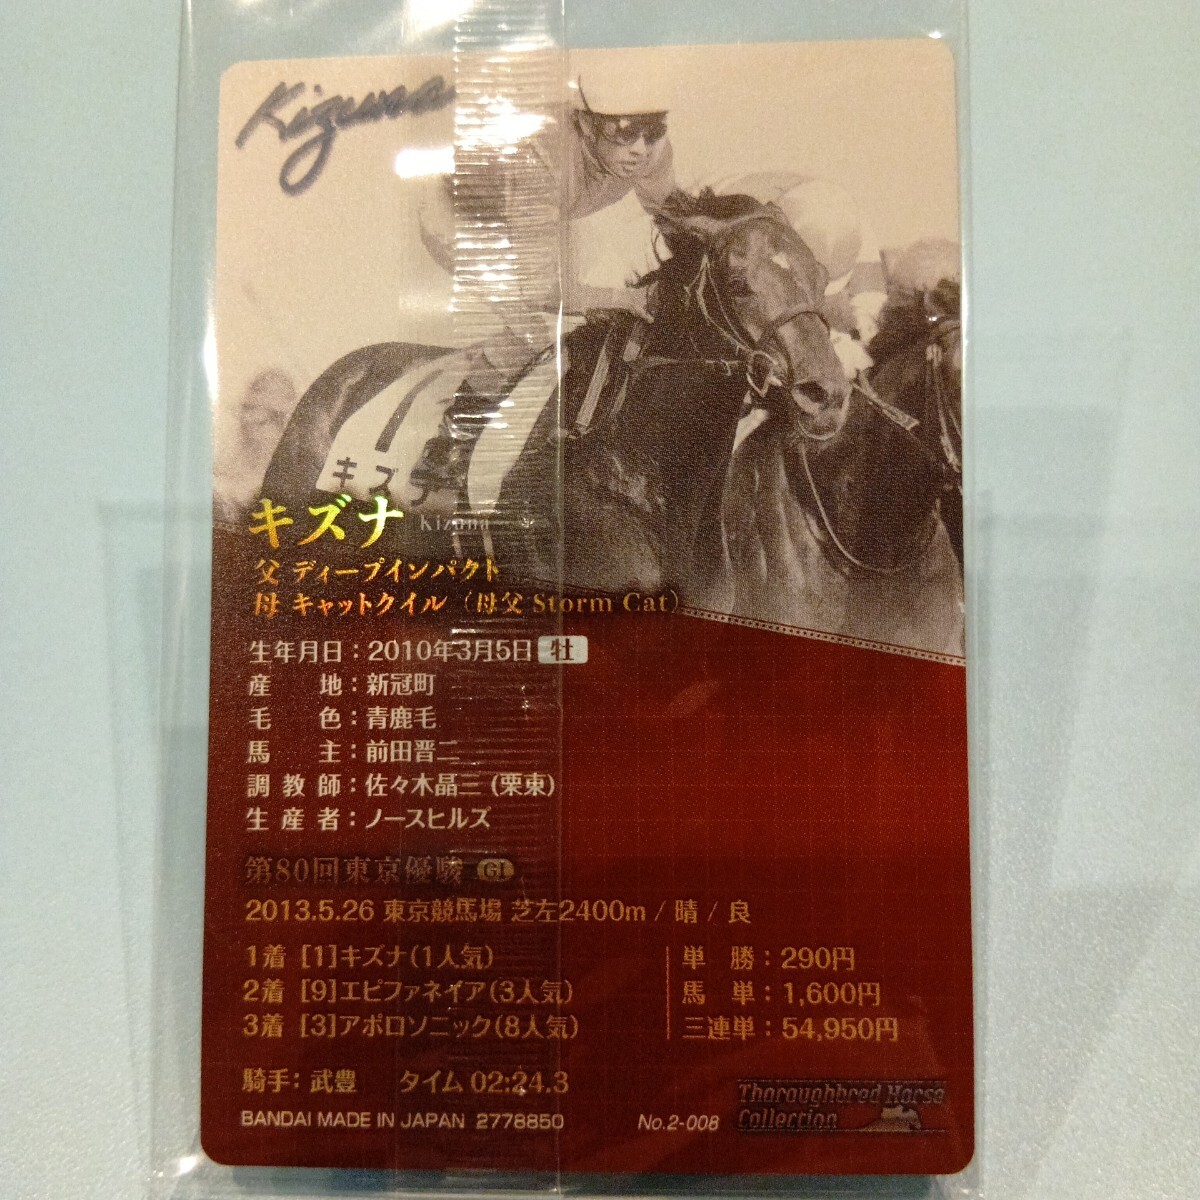 Kizuna
キズナ
キズナ Kizuna
父 ディープインパクト
母 キャットクイル（母父 Storm Cat）
生年月日：2010年3月5日 牡
産　地：新冠町
毛　色：青鹿毛
馬　主：前田晋二
調教師：佐々木晶三 (栗東)
生産者：ノースヒルズ
第80回東京優駿 GI
2013.5.26 東京競馬場 芝左2400m / 晴 / 良
1着 [1]キズナ(1人気)
2着 [9]エピファネイア(3人気)
3着 [3]アポロソニック(8人気)
単　勝：290円
馬　単：1,600円
三連単：54,950円
騎手：武豊　タイム 02:24.3
BANDAI MADE IN JAPAN 2778850
No.2-008
Thoroughbred Horse
Collection